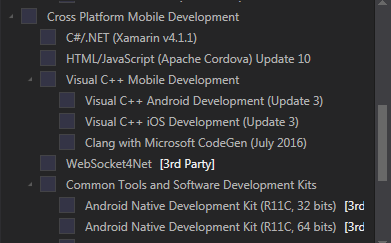 Cross Platform Mobile Development
C#/.NET (Xamarin v4.1.1)
HTML/JavaScript (Apache Cordova) Update 10
Visual C++ Mobile Development
Visual C++ Android Development (Update 3)
Visual C++ iOS Development (Update 3)
Clang with Microsoft CodeGen (July 2016)
WebSocket4Net [3rd Party]
Common Tools and Software Development Kits
Android Native Development Kit (R11C, 32 bits) [3rd
Android Native Development Kit (R11C, 64 bits) [3rd